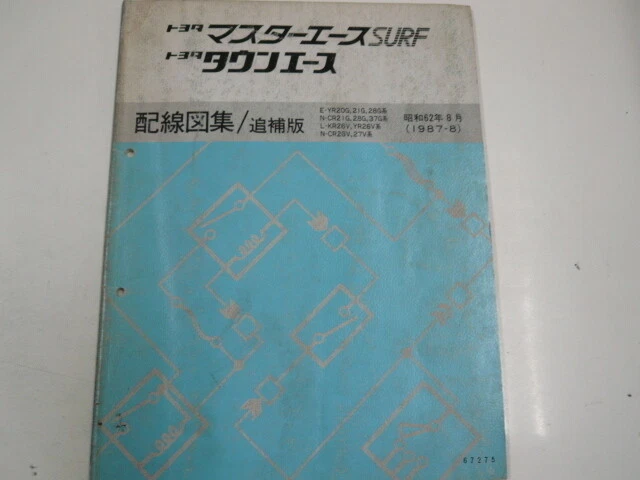 トヨタ マスターエースSURF
トヨタ タウンエース
配線図集/追補版
E-YR20G, 21G, 28G系
N-CR21G, 28G, 37G系
L-KR26V, YR26V系
N-CR28V, 27V系
昭和62年8月
(1987-8)
67275